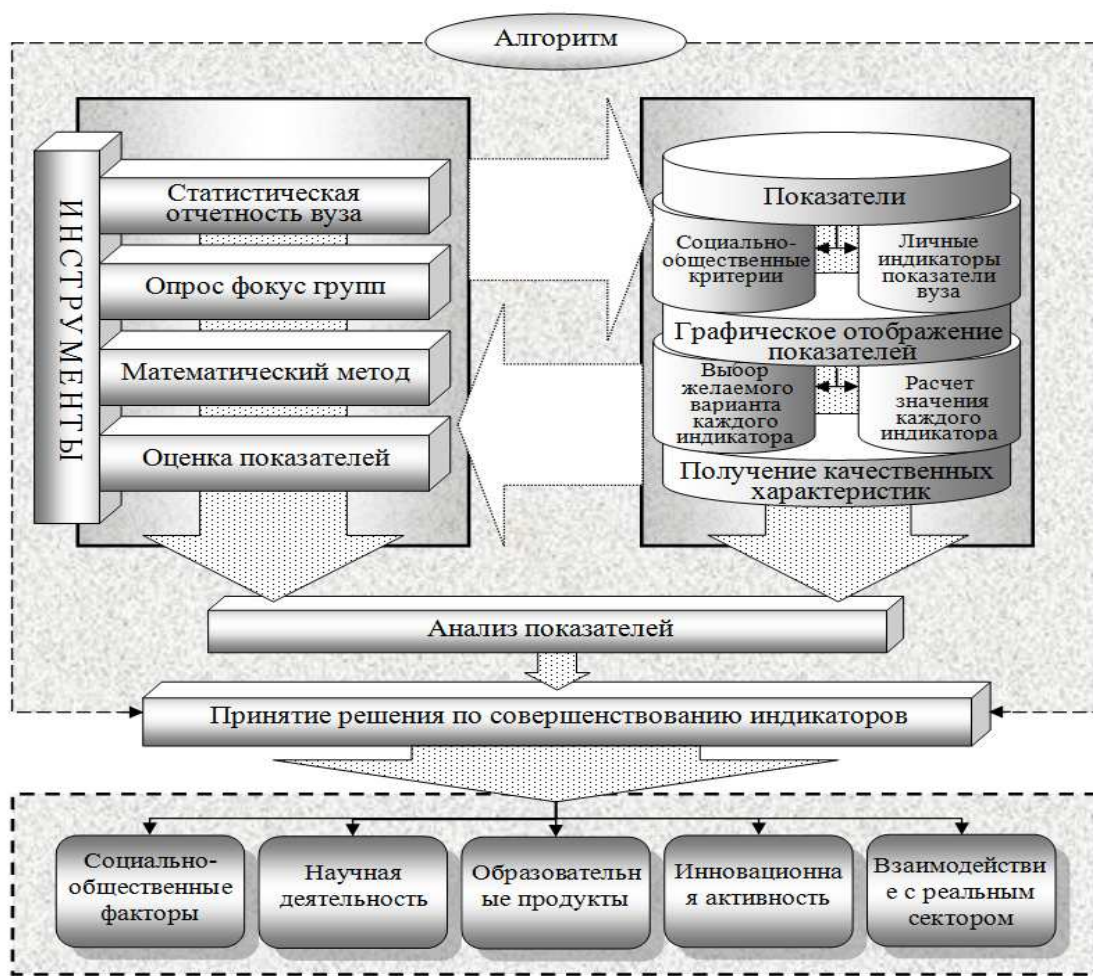 Алгоритм
ИНСТРУМЕНТЫ
Статистическая
отчетность вуза
Опрос фокус групп
Математический метод
Оценка показателей
Показатели
Социально-
общественные
критерии
Личные
индикаторы
показатели
вуза
Графическое отображение
показателей
Выбор
желаемого
варианта
каждого
индикатора
Расчет
значения
каждого
индикатора
Получение качественных
характеристик
Анализ показателей
Принятие решения по совершенствованию индикаторов
Социально-
общественные
факторы
Научная
деятельность
Образовательн
ые продукты
Инновационна
я активность
Взаимодействи
е с реальным
сектором